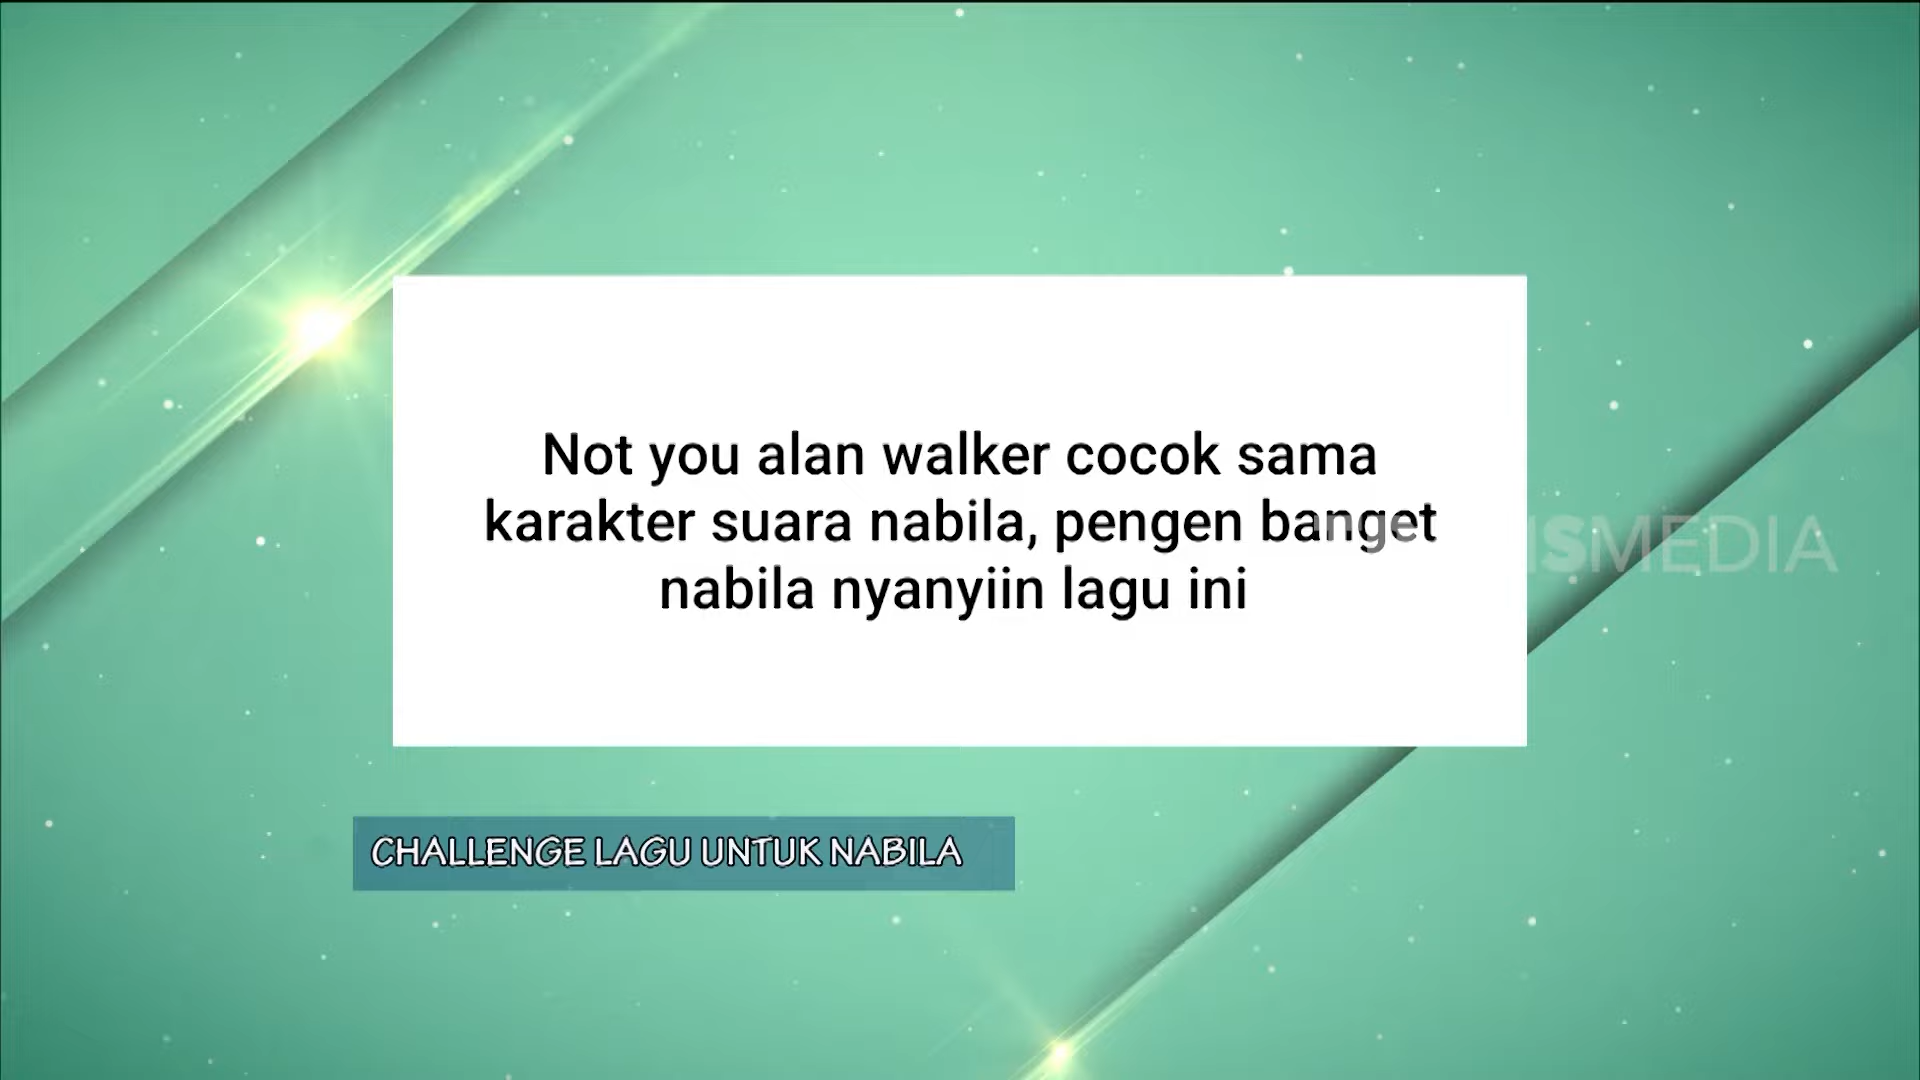 Not you alan walker cocok sama
karakter suara nabila, pengen banget
nabila nyanyiin lagu ini
CHALLENGE LAGU UNTUK NABILA